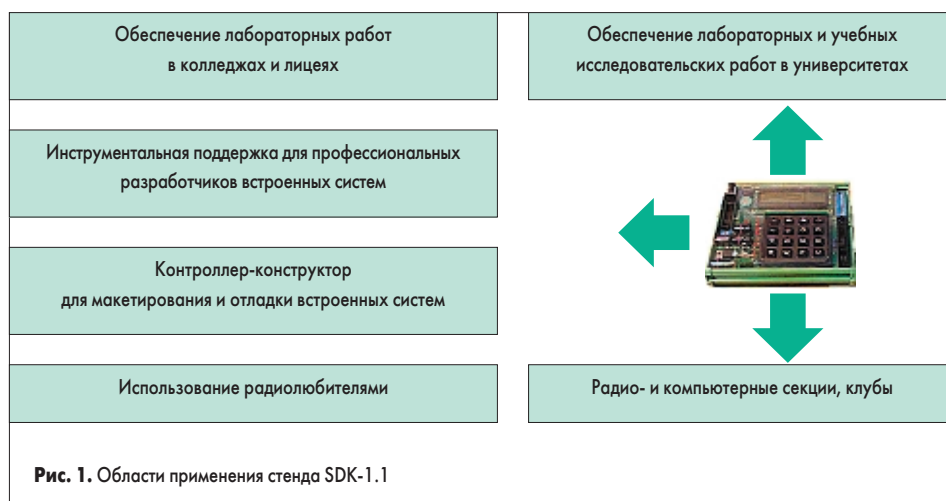 Обеспечение лабораторных работ
в колледжах и лицеях
Обеспечение лабораторных и учебных
исследовательских работ в университетах
Инструментальная поддержка для профессиональных
разработчиков встроенных систем
Контроллер-конструктор
для макетирования и отладки встроенных систем
Использование радиолюбителями
Радио- и компьютерные секции, клубы
Рис. 1. Области применения стенда SDK-1.1